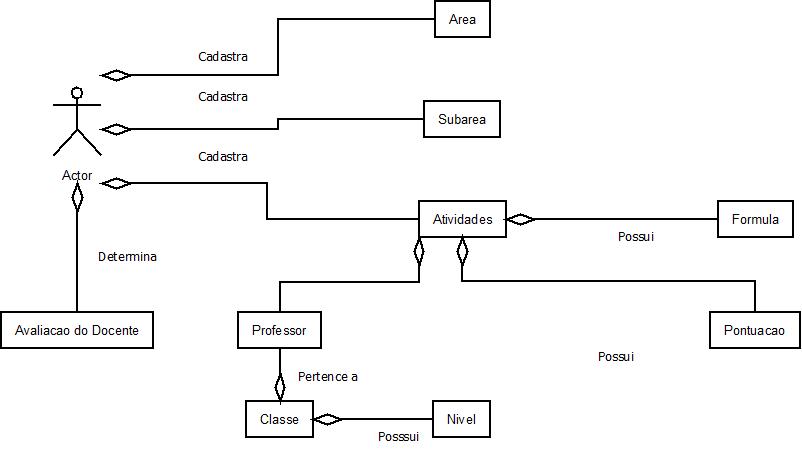 Area
Cadastra
Cadastra
Subarea
Cadastra
Actor
Atividades
Formula
Possui
Determina
Avaliacao do Docente
Professor
Pontuacao
Possui
Pertence a
Classe
Nivel
Posssui